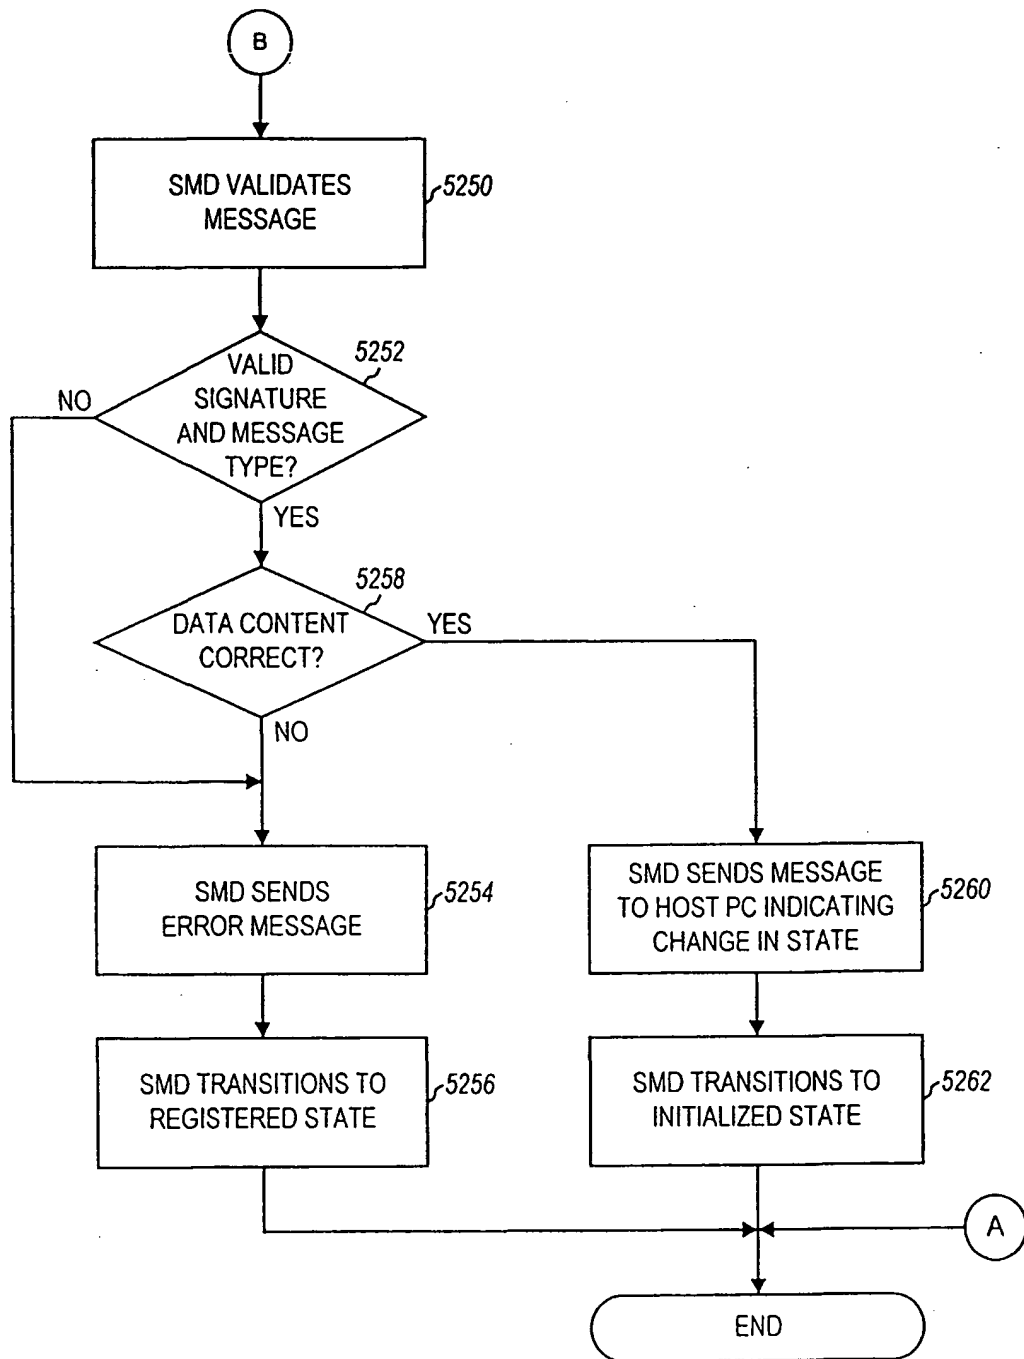 B
SMD VALIDATES
MESSAGE
5250
VALID
SIGNATURE
AND MESSAGE
TYPE?
5252
NO
YES
DATA CONTENT
CORRECT?
5258
YES
NO
SMD SENDS
ERROR MESSAGE
5254
SMD SENDS MESSAGE
TO HOST PC INDICATING
CHANGE IN STATE
5260
SMD TRANSITIONS TO
REGISTERED STATE
5256
SMD TRANSITIONS TO
INITIALIZED STATE
5262
A
END